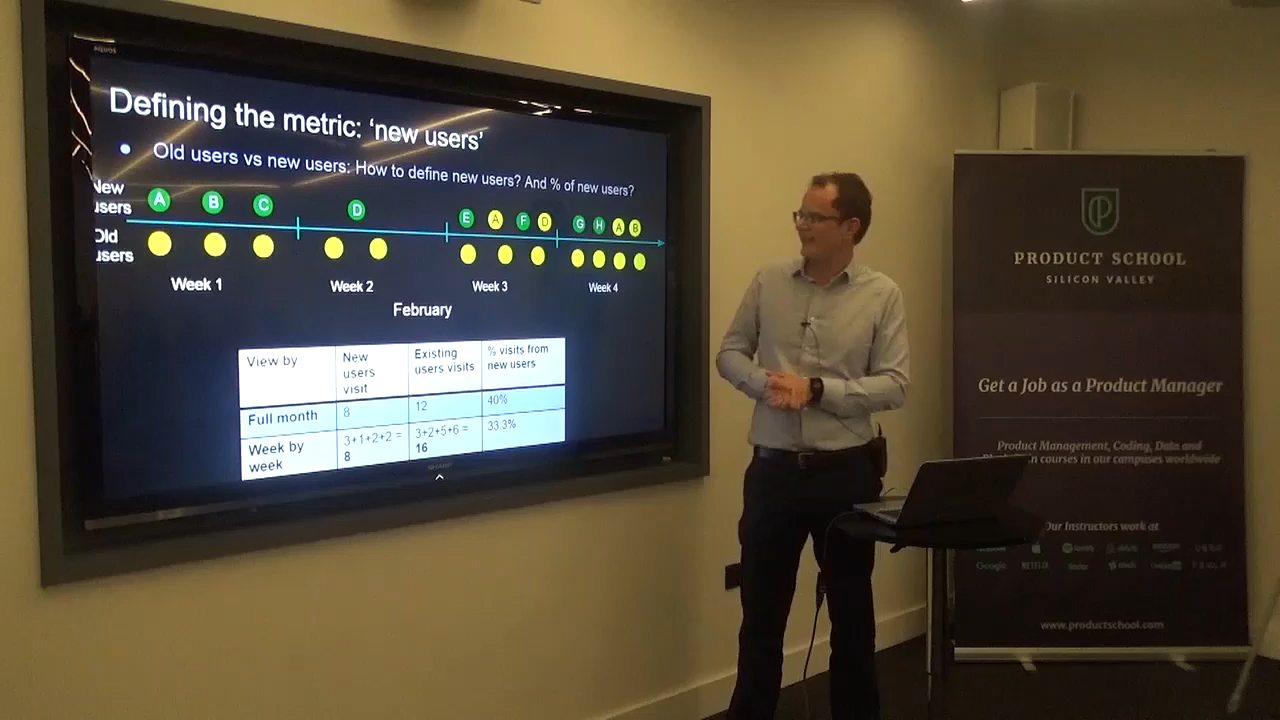 Defining the metric: 'new users'
Old users vs new users: How to define new users? And % of new users?
New
users
A B C D E A F D G H A B
Old
users
Week 1 Week 2 Week 3 Week 4
February
View by New users visit Existing users visits % visits from new users
Full month 8 12 40%
Week by week 3+1+2+2 = 8 3+2+5+6 = 16 33.3%
SHARP
PRODUCT SCHOOL
SILICON VALLEY
Get a Job as a Product Manager
Product Management, Coding, Data and
courses in our campuses worldwide
Our Instructors work at
Spotify airbnb amazon
Google NETFLIX LinkedIn
www.productschool.com